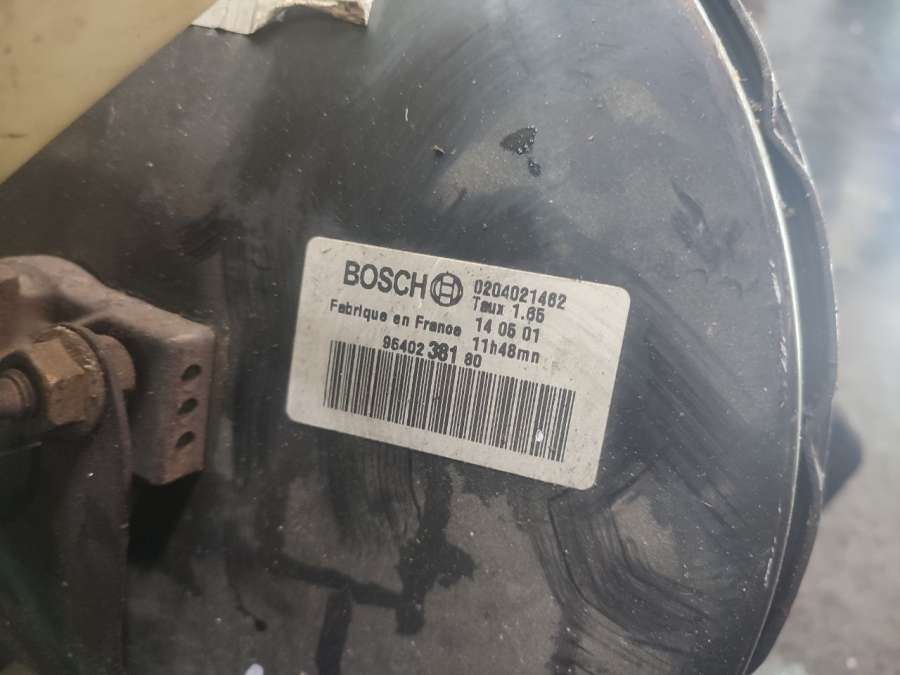 BOSCH 0204021462
Taux 1.65
Fabrique en France 14 05 01
11h48mn
96402 381 80